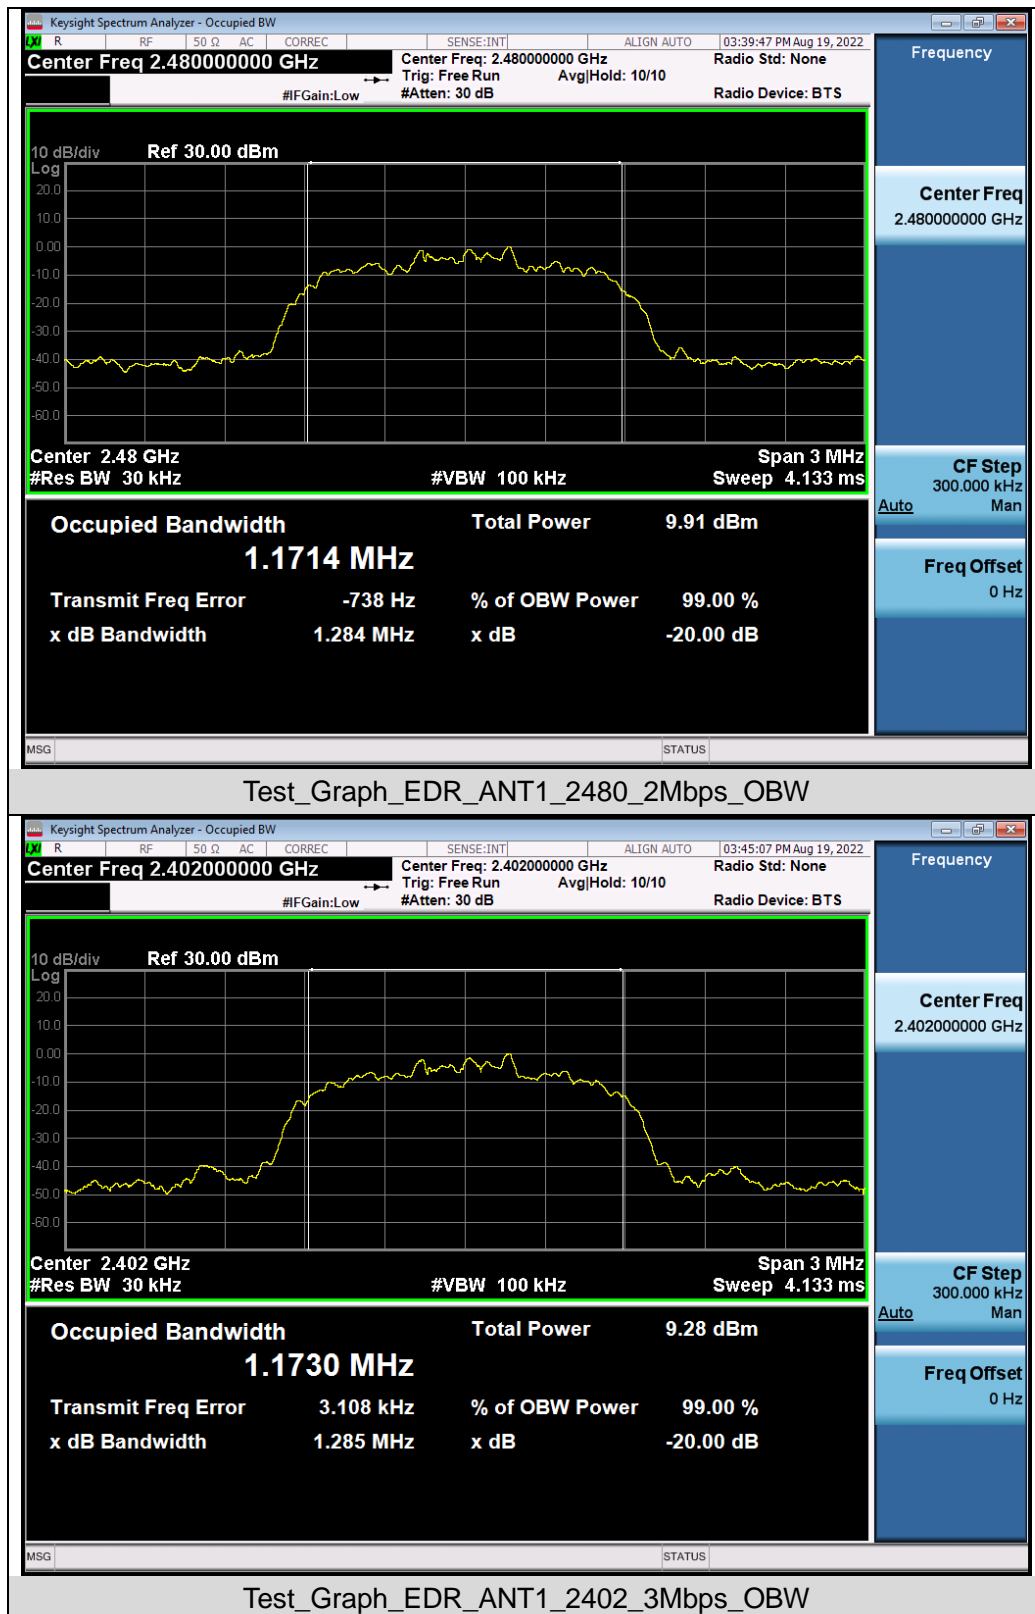 Keysight Spectrum Analyzer - Occupied BW
LXI R RF 50 Ω AC CORREC SENSE:INT ALIGN AUTO 03:39:47 PM Aug 19, 2022
Center Freq 2.480000000 GHz
Center Freq: 2.480000000 GHz
Radio Std: None
Trig: Free Run Avg|Hold: 10/10
#IFGain:Low
#Atten: 30 dB
Radio Device: BTS
Frequency
10 dB/div Ref 30.00 dBm
Log
20.0
10.0
0.00
-10.0
-20.0
-30.0
-40.0
-50.0
-60.0
Center Freq
2.480000000 GHz
Center 2.48 GHz Span 3 MHz
#Res BW 30 kHz #VBW 100 kHz Sweep 4.133 ms
CF Step
300.000 kHz
Auto Man
Freq Offset
0 Hz
Occupied Bandwidth Total Power 9.91 dBm
1.1714 MHz
Transmit Freq Error -738 Hz % of OBW Power 99.00 %
x dB Bandwidth 1.284 MHz x dB -20.00 dB
MSG STATUS
Test_Graph_EDR_ANT1_2480_2Mbps_OBW
Keysight Spectrum Analyzer - Occupied BW
LXI R RF 50 Ω AC CORREC SENSE:INT ALIGN AUTO 03:45:07 PM Aug 19, 2022
Center Freq 2.402000000 GHz
Center Freq: 2.402000000 GHz
Radio Std: None
Trig: Free Run Avg|Hold: 10/10
#IFGain:Low
#Atten: 30 dB
Radio Device: BTS
Frequency
10 dB/div Ref 30.00 dBm
Log
20.0
10.0
0.00
-10.0
-20.0
-30.0
-40.0
-50.0
-60.0
Center Freq
2.402000000 GHz
Center 2.402 GHz Span 3 MHz
#Res BW 30 kHz #VBW 100 kHz Sweep 4.133 ms
CF Step
300.000 kHz
Auto Man
Freq Offset
0 Hz
Occupied Bandwidth Total Power 9.28 dBm
1.1730 MHz
Transmit Freq Error 3.108 kHz % of OBW Power 99.00 %
x dB Bandwidth 1.285 MHz x dB -20.00 dB
MSG STATUS
Test_Graph_EDR_ANT1_2402_3Mbps_OBW